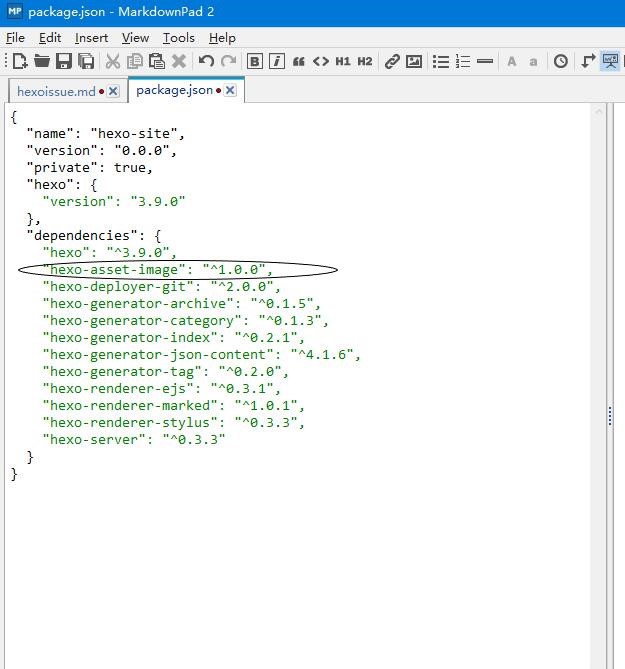 MP package.json - MarkdownPad 2
File Edit Insert View Tools Help
B i “ <> H1 H2 A a
hexoissue.md package.json
{
"name": "hexo-site",
"version": "0.0.0",
"private": true,
"hexo": {
"version": "3.9.0"
},
"dependencies": {
"hexo": "^3.9.0",
"hexo-asset-image": "^1.0.0",
"hexo-deployer-git": "^2.0.0",
"hexo-generator-archive": "^0.1.5",
"hexo-generator-category": "^0.1.3",
"hexo-generator-index": "^0.2.1",
"hexo-generator-json-content": "^4.1.6",
"hexo-generator-tag": "^0.2.0",
"hexo-renderer-ejs": "^0.3.1",
"hexo-renderer-marked": "^1.0.1",
"hexo-renderer-stylus": "^0.3.3",
"hexo-server": "^0.3.3"
}
}